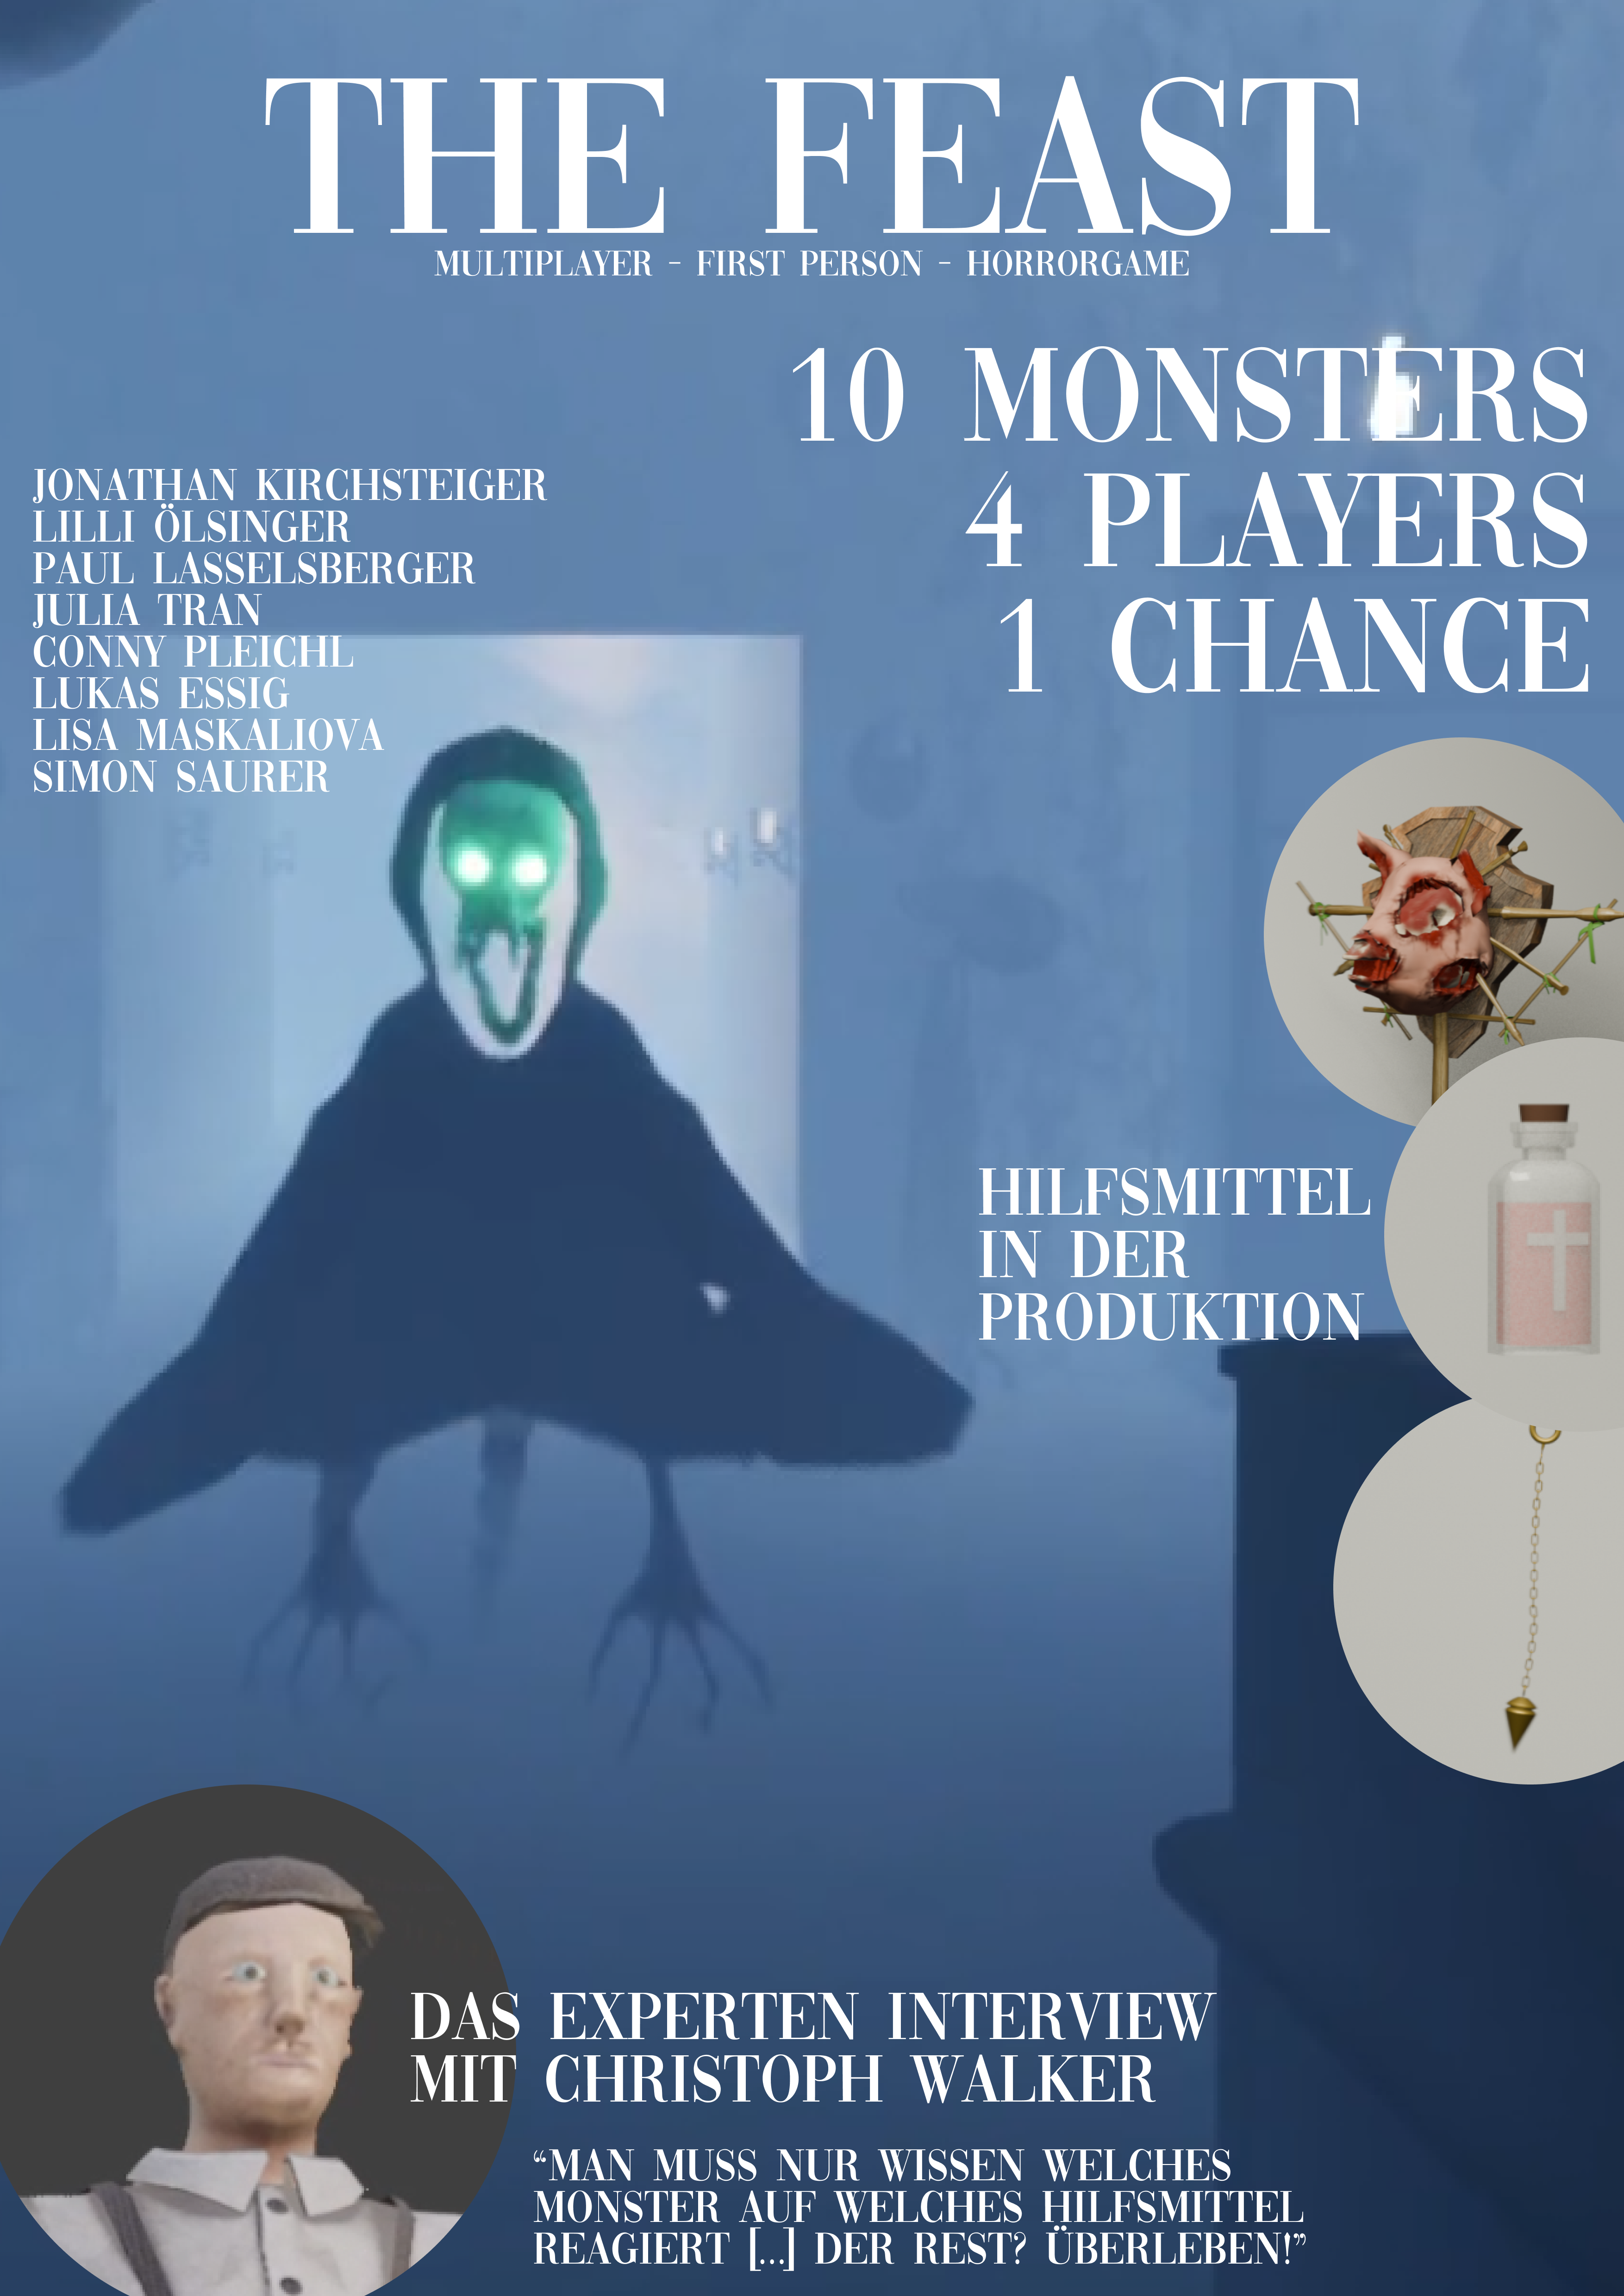 THE FEAST
MULTIPLAYER - FIRST PERSON - HORRORGAME
10 MONSTERS
4 PLAYERS
1 CHANCE
JONATHAN KIRCHSTEIGER
LILLI ÖLSINGER
PAUL LASSELSBERGER
JULIA TRAN
CONNY PLEICHL
LUKAS ESSIG
LISA MASKALIOVA
SIMON SAURER
HILFSMITTEL
IN DER
PRODUKTION
DAS EXPERTEN INTERVIEW
MIT CHRISTOPH WALKER
“MAN MUSS NUR WISSEN WELCHES
MONSTER AUF WELCHES HILFSMITTEL
REAGIERT [...] DER REST? ÜBERLEBEN!”